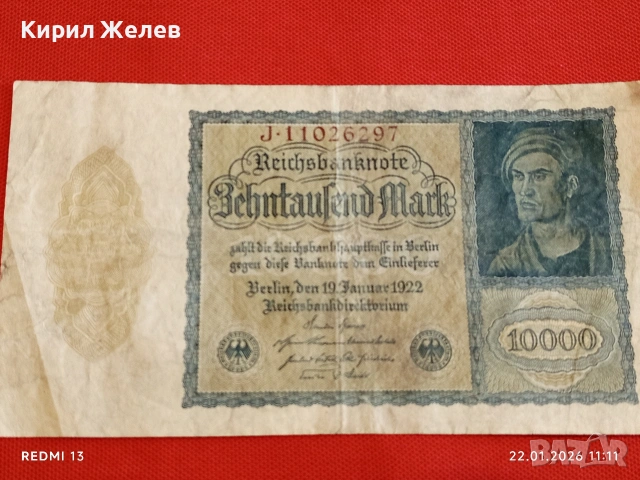 Кирил Желев
J·11026297
Reichsbanknote
Zehntausend Mark
zahlt die Reichsbankhauptkasse in Berlin
gegen diese Banknote dem Einlieferer
Berlin, den 19. Januar 1922
Reichsbankdirektorium
10000
REDMI 13
22.01.2026 11:11
BAZAR